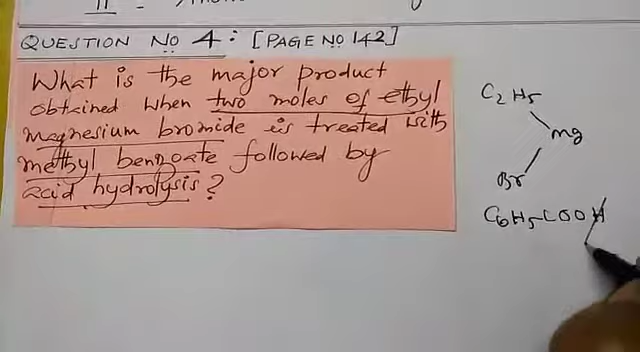 QUESTION NO 4: [PAGE NO 142]
What is the major product
obtained when two moles of ethyl
magnesium bromide is treated with
methyl benzoate followed by
acid hydrolysis?
C2H5
Mg
Br
C6H5COOH